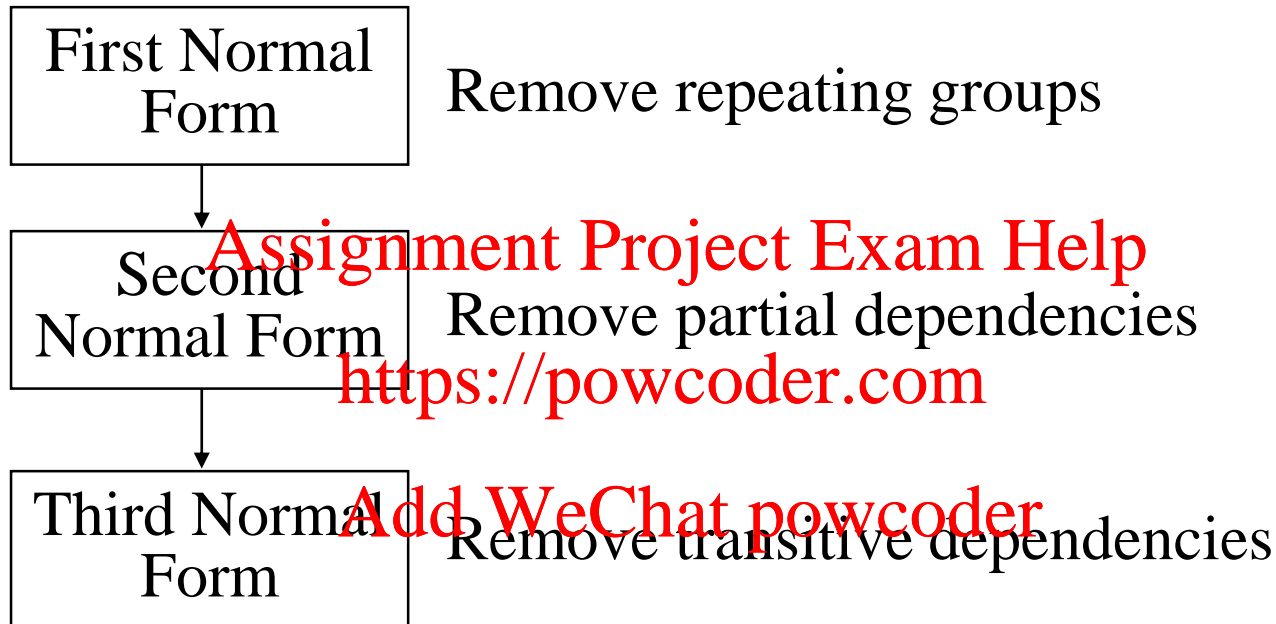 First Normal
Form
Remove repeating groups
Assignment Project Exam Help
Second
Normal Form
Remove partial dependencies
https://powcoder.com
Third Normal
Form
Add WeChat powcoder
Remove transitive dependencies